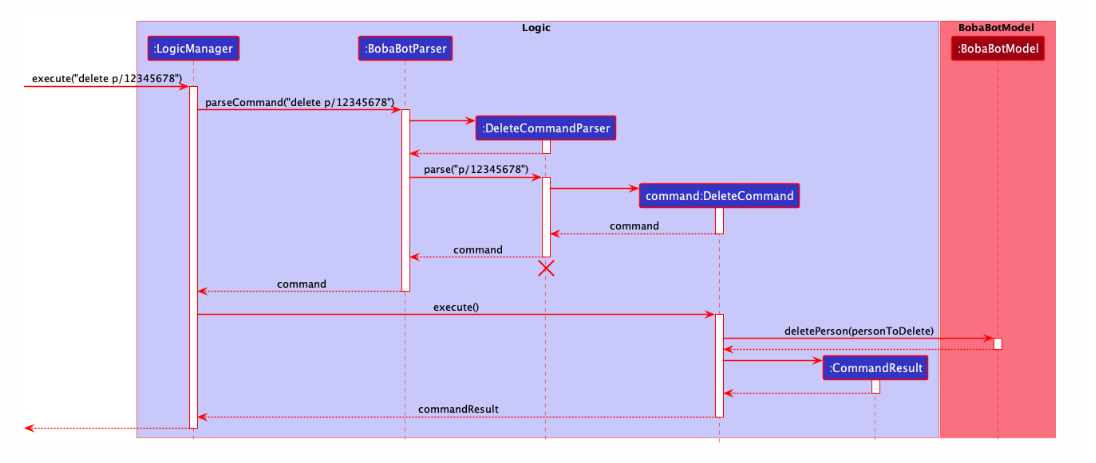 Logic
BobaBotModel
:LogicManager
:BobaBotParser
:BobaBotModel
execute("delete p/12345678")
parseCommand("delete p/12345678")
:DeleteCommandParser
parse("p/12345678")
command:DeleteCommand
command
command
command
execute()
deletePerson(personToDelete)
:CommandResult
commandResult